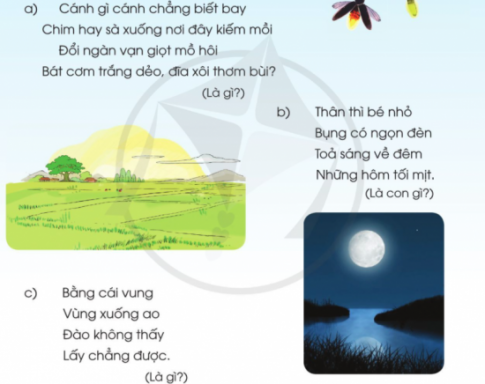 a) Cánh gì cánh chẳng biết bay
Chim hay sà xuống nơi đây kiếm mồi
Đổi ngàn vạn giọt mồ hôi
Bát cơm trắng dẻo, đĩa xôi thơm bùi?
(Là gì?)
b) Thân thì bé nhỏ
Bụng có ngọn đèn
Toả sáng về đêm
Những hôm tối mịt.
(Là con gì?)
c) Bằng cái vung
Vùng xuống ao
Đào không thấy
Lấy chẳng được.
(Là gì?)